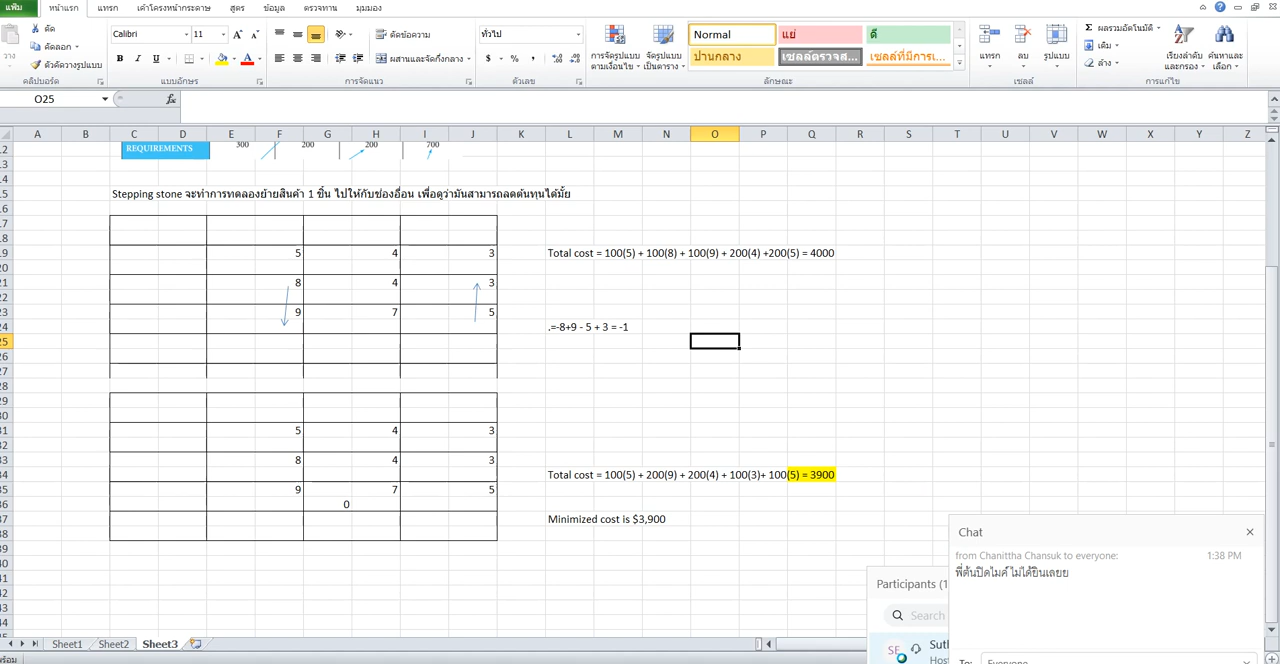 แฟ้ม หน้าแรก แทรก เค้าโครงหน้ากระดาษ สูตร ข้อมูล ตรวจทาน มุมมอง
ตัด
คัดลอก
ตัวคัดวางรูปแบบ
วาง
คลิปบอร์ด
Calibri 11
B I U
แบบอักษร
ตัดข้อความ
ผสานและจัดกึ่งกลาง
การจัดแนว
ทั่วไป
$ % ,
ตัวเลข
การจัดรูปแบบ ตามเงื่อนไข
จัดรูปแบบ เป็นตาราง
Normal แย่ ดี
ปานกลาง เซลล์ตรวจส... เซลล์ที่มีการเ...
ลักษณะ
แทรก ลบ รูปแบบ
เซลล์
Σ ผลรวมอัตโนมัติ
เติม
ล้าง
เรียงลำดับ และกรอง
ค้นหาและ เลือก
การแก้ไข
O25 fx
A B C D E F G H I J K L M N O P Q R S T U V W X Y Z
REQUIREMENTS 300 200 200 700
Stepping stone จะทำการทดลองย้ายสินค้า 1 ชิ้น ไปให้กับช่องอื่น เพื่อดูว่ามันสามารถลดต้นทุนได้มั้ย
5 4 3 Total cost = 100(5) + 100(8) + 100(9) + 200(4) +200(5) = 4000
8 4 3
9 7 5
.=-8+9 - 5 + 3 = -1
5 4 3
8 4 3
Total cost = 100(5) + 200(9) + 200(4) + 100(3)+ 100(5) = 3900
9 7 5
0
Minimized cost is $3,900
Chat
from Chanittha Chansuk to everyone: 1:38 PM
พี่ต้นปิดไมค์ ไม่ได้ยินเลยย
Participants (1
Search
SF Sutl
Host
To: Everyone
Sheet1 Sheet2 Sheet3